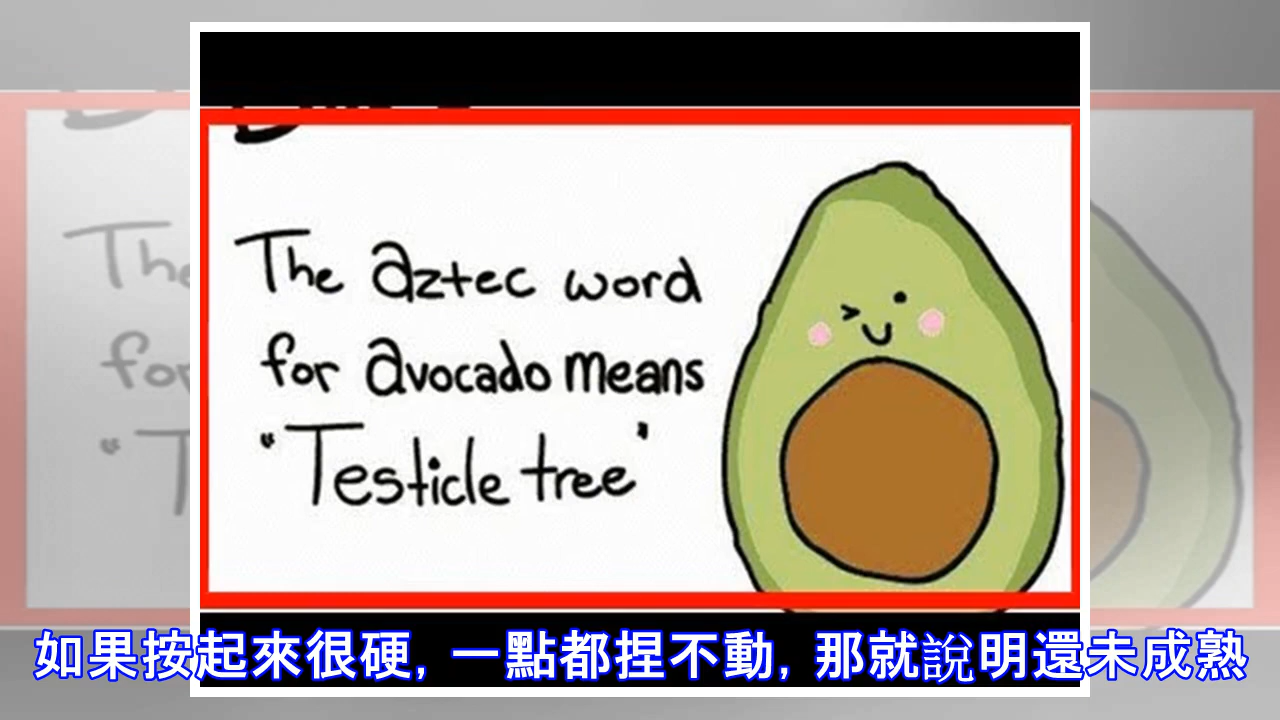 The aztec word
for avocado means
"Testicle tree"
如果按起來很硬, 一點都捏不動, 那就說明還未成熟